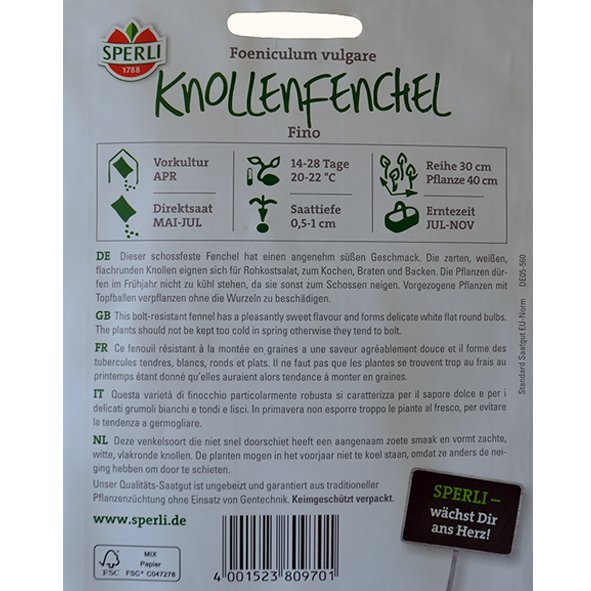 SPERLI
1788
Foeniculum vulgare
KNOLLENFENCHEL
Fino
Vorkultur
APR
14-28 Tage
20-22 °C
Reihe 30 cm
Pflanze 40 cm
Direktsaat
MAI-JUL
Saattiefe
0,5-1 cm
Erntezeit
JUL-NOV
DE Dieser schossfeste Fenchel hat einen angenehm süßen Geschmack. Die zarten, weißen,
flachrunden Knollen eignen sich für Rohkostsalat, zum Kochen, Braten und Backen. Die Pflanzen dür-
fen im Frühjahr nicht zu kühl stehen, da sie sonst zum Schossen neigen. Vorgezogene Pflanzen mit
Topfballen verpflanzen ohne die Wurzeln zu beschädigen.
GB This bolt-resistant fennel has a pleasantly sweet flavour and forms delicate white flat round bulbs.
The plants should not be kept too cold in spring otherwise they tend to bolt.
FR Ce fenouil résistant à la montée en graines a une saveur agréablement douce et il forme des
tubercules tendres, blancs, ronds et plats. Il ne faut pas que les plantes se trouvent trop au frais au
printemps étant donné qu'elles auraient alors tendance à monter en graines.
IT Questa varietà di finocchio particolarmente robusta si caratterizza per il sapore dolce e per i
delicati grumoli bianchi e tondi e lisci. In primavera non esporre troppo le piante al fresco, per evitare
la tendenza a germogliare.
NL Deze venkelsoort die niet snel doorschiet heeft een aangenaam zoete smaak en vormt zachte,
witte, vlakronde knollen. De planten mogen in het voorjaar niet te koel staan, omdat ze anders de nei-
ging hebben om door te schieten.
Unser Qualitäts-Saatgut ist ungebeizt und garantiert aus traditioneller
Pflanzenzüchtung ohne Einsatz von Gentechnik. Keimgeschützt verpackt.
www.sperli.de
FSC
MIX
Papier
FSC® C047278
4 001523 809701
SPERLI –
wächst Dir
ans Herz!
Standard Saatgut EU-Norm DE05-560